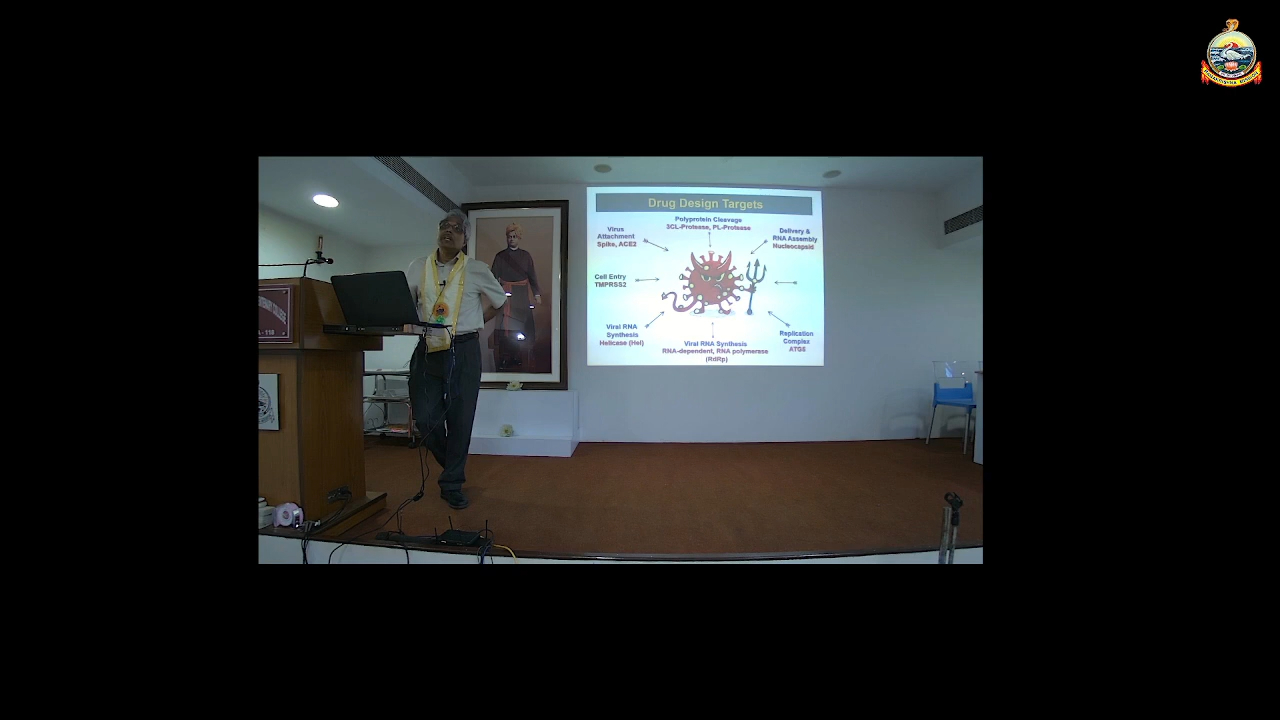 Drug Design Targets
Polyprotein Cleavage
3CL-Protease, PL-Protease
Virus
Attachment
Spike, ACE2
Delivery &
RNA Assembly
Nucleocapsid
Cell Entry
TMPRSS2
Viral RNA
Synthesis
Helicase (Hel)
Viral RNA Synthesis
RNA-dependent, RNA polymerase
(RdRp)
Replication
Complex
ATG6